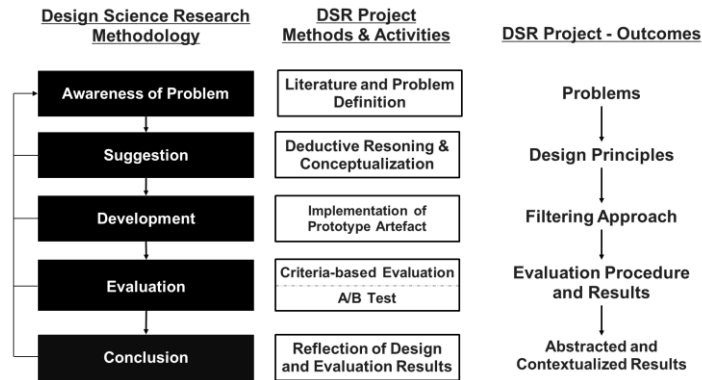 Design Science Research
Methodology
DSR Project
Methods & Activities
DSR Project - Outcomes
Awareness of Problem
Literature and Problem
Definition
Problems
Suggestion
Deductive Resoning &
Conceptualization
Design Principles
Development
Implementation of
Prototype Artefact
Filtering Approach
Evaluation
Criteria-based Evaluation
A/B Test
Evaluation Procedure
and Results
Conclusion
Reflection of Design
and Evaluation Results
Abstracted and
Contextualized Results